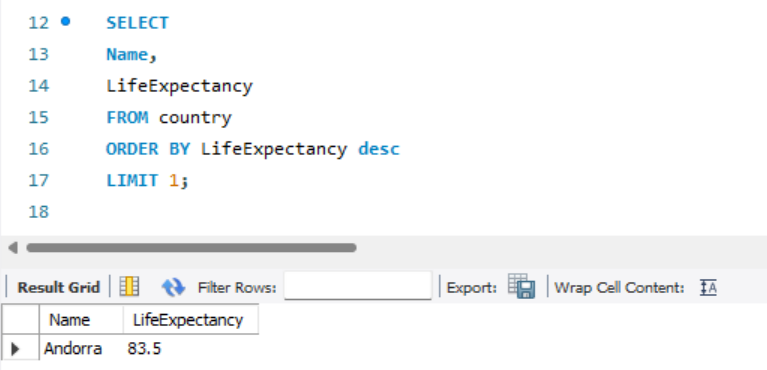 12 SELECT
13 Name,
14 LifeExpectancy
15 FROM country
16 ORDER BY LifeExpectancy desc
17 LIMIT 1;
18
Result Grid Filter Rows: Export: Wrap Cell Content: IA
Name LifeExpectancy
Andorra 83.5